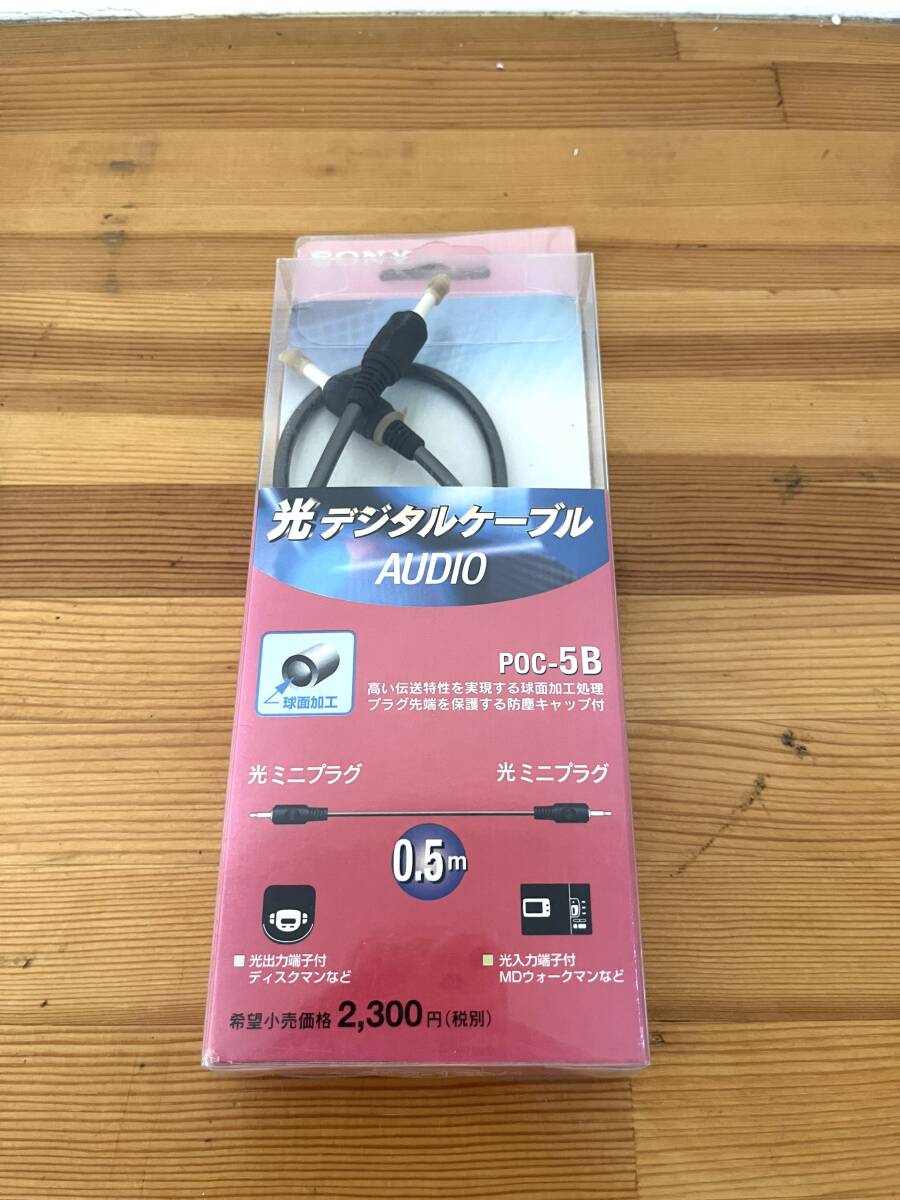 SONY
光デジタルケーブル
AUDIO
POC-5B
高い伝送特性を実現する球面加工処理
プラグ先端を保護する防塵キャップ付
球面加工
光ミニプラグ
光ミニプラグ
0.5m
光出力端子付
ディスクマンなど
光入力端子付
MDウォークマンなど
希望小売価格2,300円(税別)